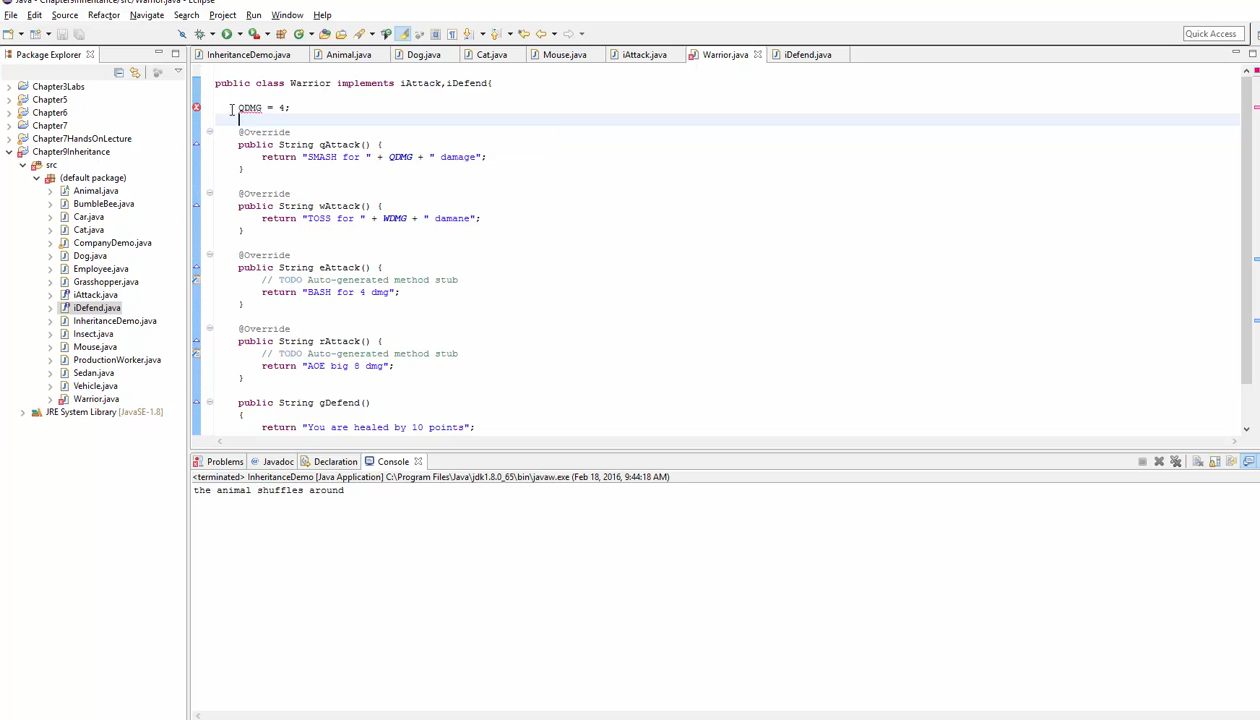 Java - Chapter9Inheritance/src/Warrior.java - Eclipse
File Edit Source Refactor Navigate Search Project Run Window Help
Quick Access
Package Explorer
InheritanceDemo.java Animal.java Dog.java Cat.java Mouse.java iAttack.java Warrior.java iDefend.java
Chapter3Labs
Chapter5
Chapter6
Chapter7
Chapter7HandsOnLecture
Chapter9Inheritance
src
(default package)
Animal.java
BumbleBee.java
Car.java
Cat.java
CompanyDemo.java
Dog.java
Employee.java
Grasshopper.java
iAttack.java
iDefend.java
InheritanceDemo.java
Insect.java
Mouse.java
ProductionWorker.java
Sedan.java
Vehicle.java
Warrior.java
JRE System Library [JavaSE-1.8]
public class Warrior implements iAttack,iDefend{
QDMG = 4;
@Override
public String qAttack() {
return "SMASH for " + QDMG + " damage";
}
@Override
public String wAttack() {
return "TOSS for " + WDMG + " damane";
}
@Override
public String eAttack() {
// TODO Auto-generated method stub
return "BASH for 4 dmg";
}
@Override
public String rAttack() {
// TODO Auto-generated method stub
return "AOE big 8 dmg";
}
public String gDefend()
{
return "You are healed by 10 points";
Problems Javadoc Declaration Console
<terminated> InheritanceDemo [Java Application] C:\Program Files\Java\jdk1.8.0_65\bin\javaw.exe (Feb 18, 2016, 9:44:18 AM)
the animal shuffles around